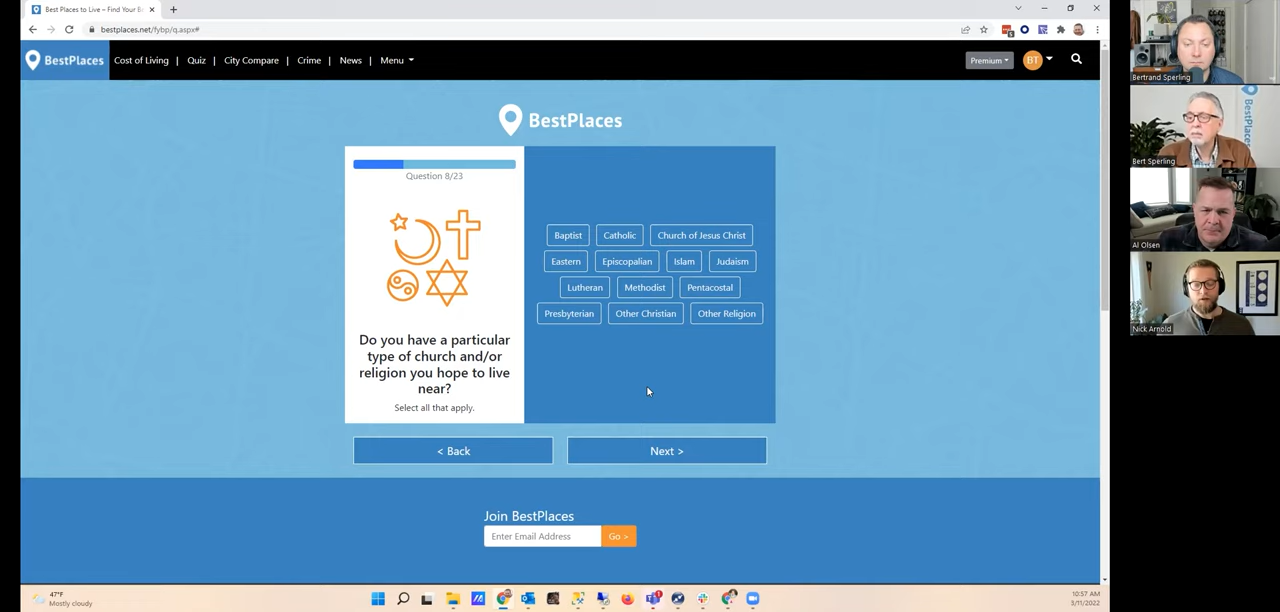 Best Places to Live – Find Your B
bestplaces.net/fybp/q.aspx#
BestPlaces
Cost of Living | Quiz | City Compare | Crime | News | Menu
Premium
BT
BestPlaces
Question 8/23
Do you have a particular
type of church and/or
religion you hope to live
near?
Select all that apply.
Baptist Catholic Church of Jesus Christ
Eastern Episcopalian Islam Judaism
Lutheran Methodist Pentacostal
Presbyterian Other Christian Other Religion
< Back Next >
Join BestPlaces
Enter Email Address Go >
47°F
Mostly cloudy
10:57 AM
3/11/2022
Bertrand Sperling
BESTPLACES
Bert Sperling
Al Olsen
Nick Arnold